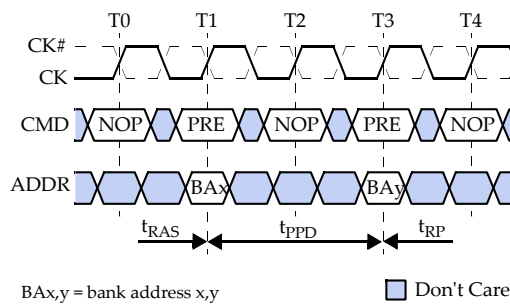 T0 T1 T2 T3 T4
CK#
CK
CMD NOP PRE NOP PRE NOP
ADDR BAx BAy
tRAS tPPD tRP
BAx,y = bank address x,y Don't Care